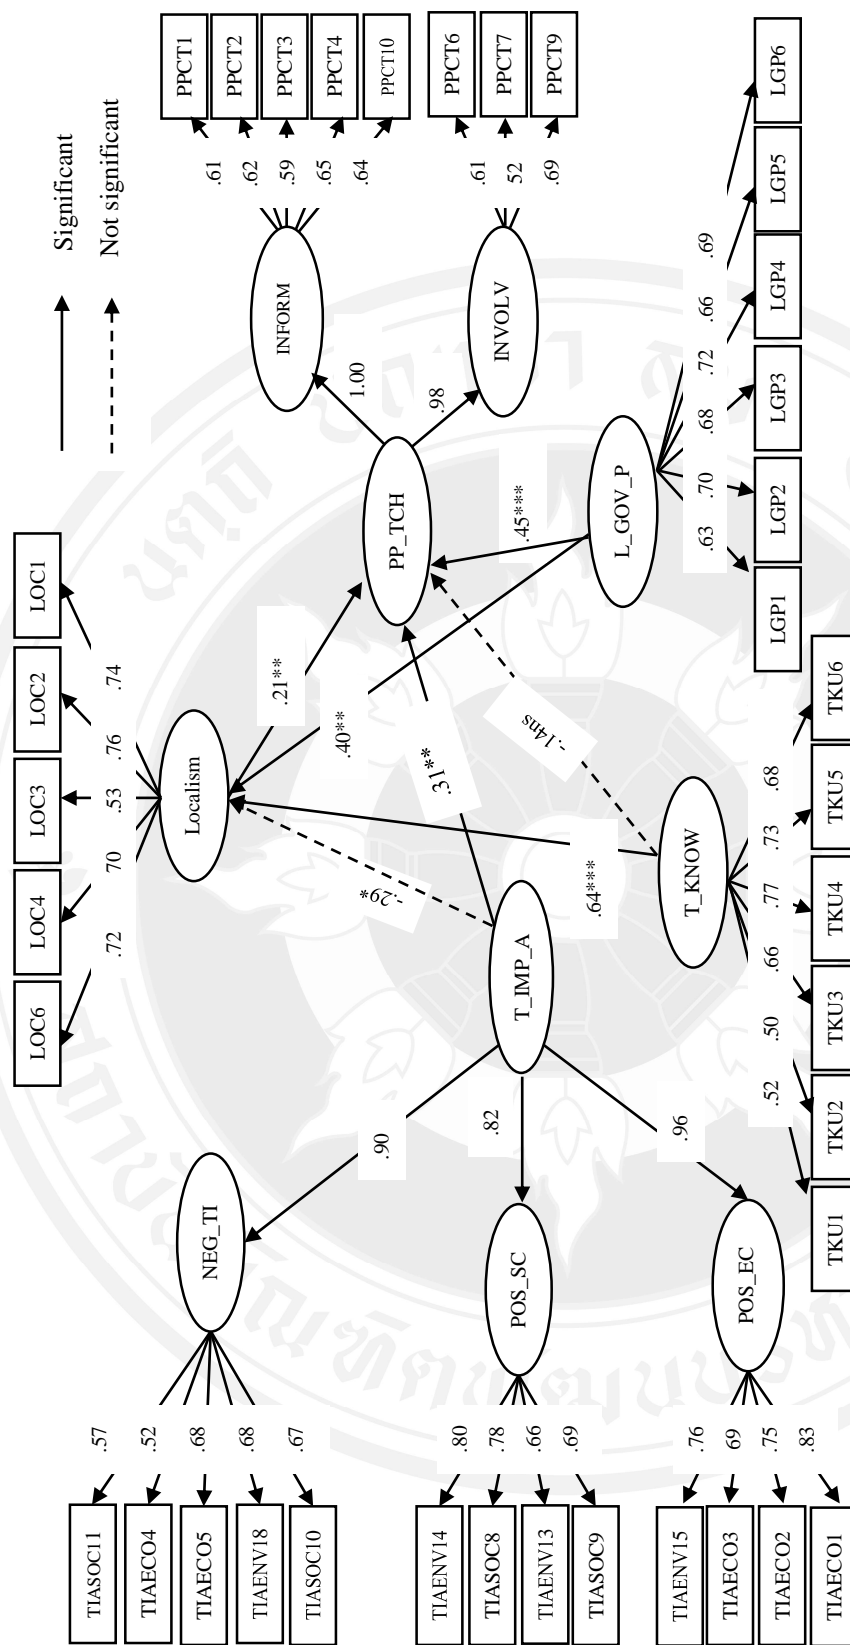 Significant
Not significant
LOC6
LOC4
LOC3
LOC2
LOC1
.72
70
.53
.76
.74
Localism
PPCT1
PPCT2
PPCT3
PPCT4
PPCT10
.61
.62
.59
.65
.64
INFORM
PPCT6
PPCT7
PPCT9
.61
52
.69
INVOLV
1.00
.98
PP_TCH
.21**
.40**
.45***
.31**
-.14ns
-.29*
.64***
L_GOV_P
.63
.70
.68
.72
.66
.69
LGP1
LGP2
LGP3
LGP4
LGP5
LGP6
T_KNOW
.52
.50
.66
.77
.73
.68
TKU1
TKU2
TKU3
TKU4
TKU5
TKU6
T_IMP_A
.90
.82
.96
NEG_TI
.57
.52
.68
.68
.67
TIASOC11
TIAECO4
TIAECO5
TIAENV18
TIASOC10
POS_SC
.80
.78
.66
.69
TIAENV14
TIASOC8
TIAENV13
TIASOC9
POS_EC
.76
69
.75
.83
TIAENV15
TIAECO3
TIAECO2
TIAECO1